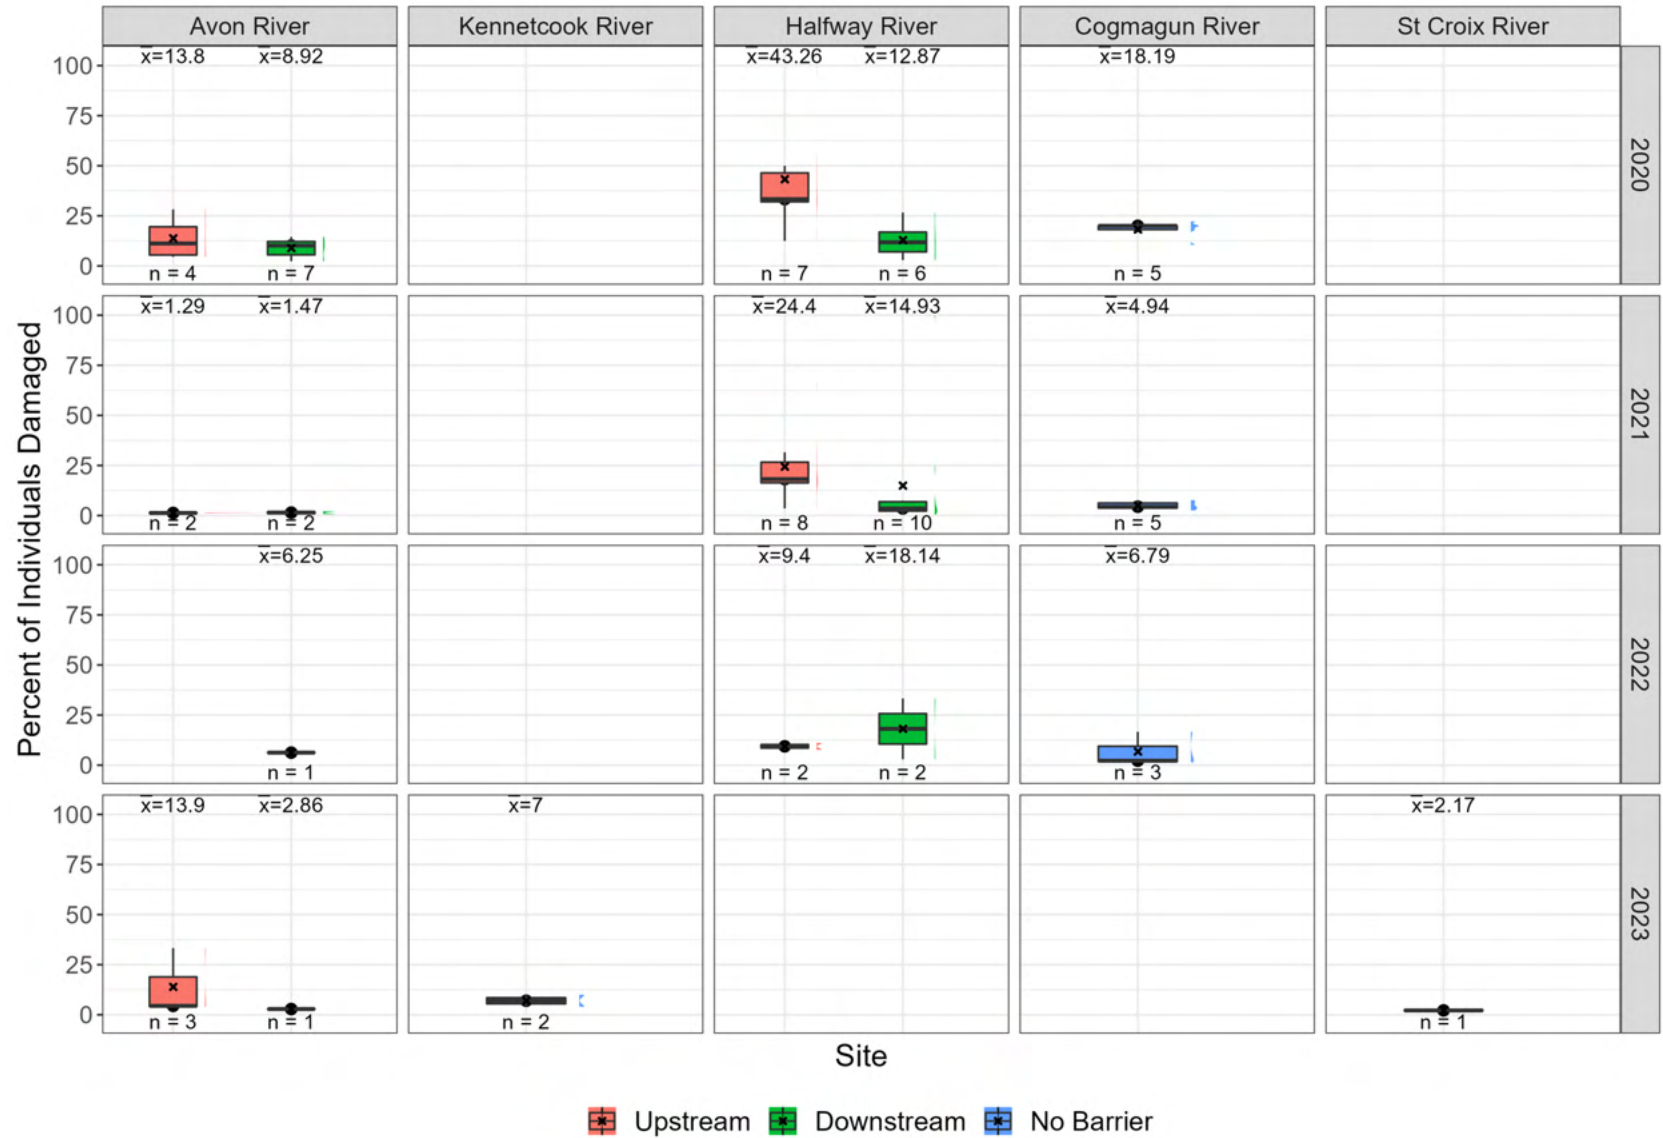 Avon River Kennetcook River Halfway River Cogmagun River St Croix River
x̄=13.8 x̄=8.92 x̄=43.26 x̄=12.87 x̄=18.19
100
75
50
25
0
n = 4 n = 7 n = 7 n = 6 n = 5
2020
x̄=1.29 x̄=1.47 x̄=24.4 x̄=14.93 x̄=4.94
100
75
50
25
0
n = 2 n = 2 n = 8 n = 10 n = 5
2021
x̄=6.25 x̄=9.4 x̄=18.14 x̄=6.79
100
75
50
25
0
n = 1 n = 2 n = 2 n = 3
2022
x̄=13.9 x̄=2.86 x̄=7 x̄=2.17
100
75
50
25
0
n = 3 n = 1 n = 2 n = 1
2023
Percent of Individuals Damaged
Site
Upstream Downstream No Barrier